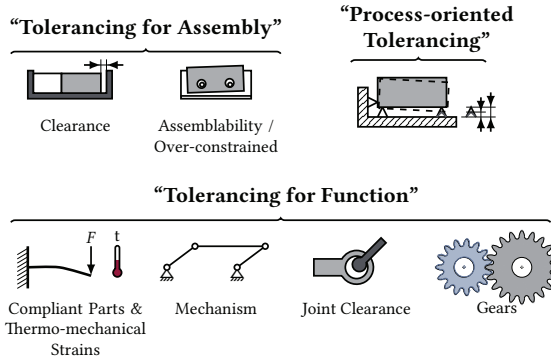 “Tolerancing for Assembly”
“Process-oriented
Tolerancing”
Clearance
Assemblability /
Over-constrained
“Tolerancing for Function”
F
t
Compliant Parts &
Thermo-mechanical
Strains
Mechanism
Joint Clearance
Gears